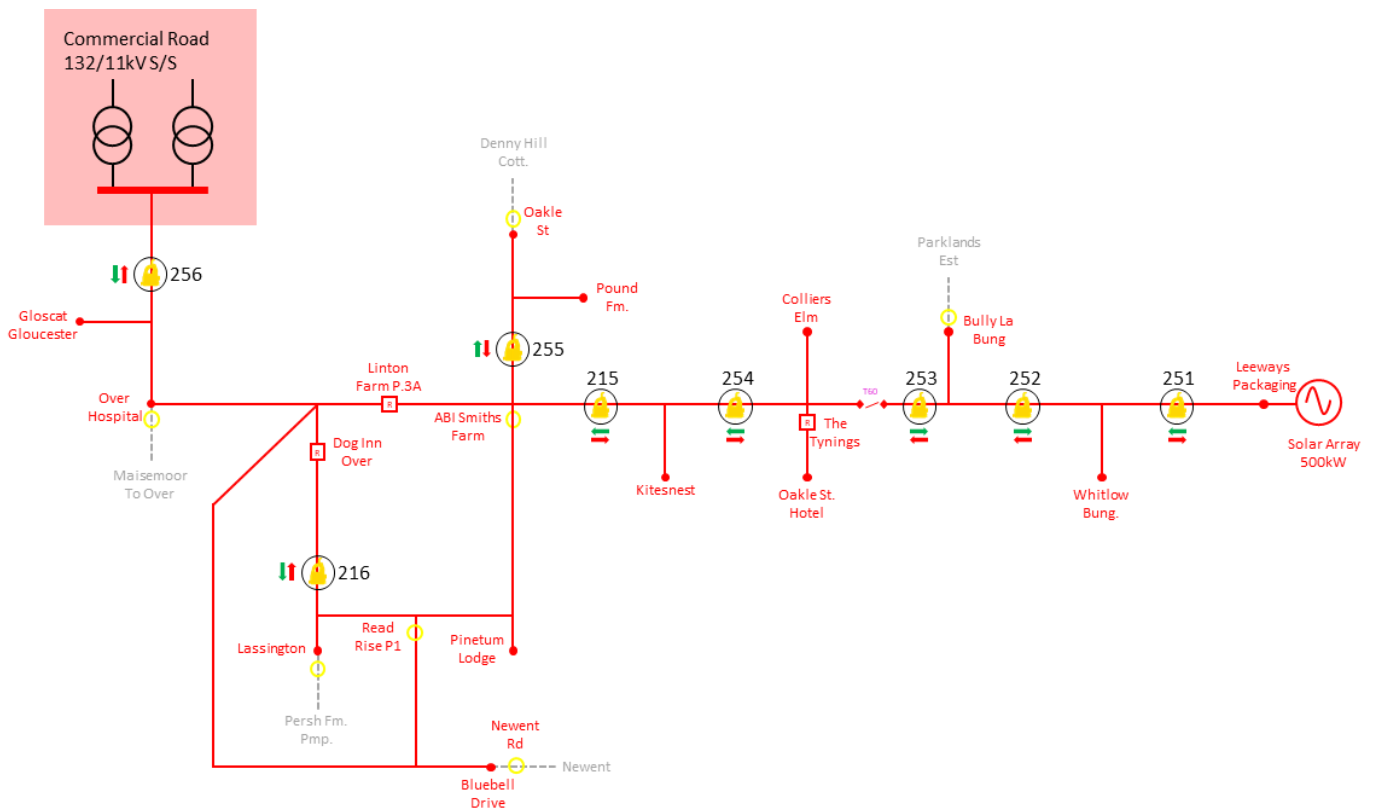 Commercial Road
132/11kV S/S
Denny Hill
Cott.
Oakle
St
Parklands
Est
256
Gloscat
Gloucester
Pound
Fm.
Colliers
Elm
Bully La
Bung
255
Linton
Farm P.3A
215
254
253
252
251
Leeways
Packaging
T60
R
Over
Hospital
ABI Smiths
Farm
R
The
Tynings
Dog Inn
Over
R
Solar Array
500kW
Maisemoor
To Over
Kitesnest
Oakle St.
Hotel
Whitlow
Bung.
216
Lassington
Read
Rise P1
Pinetum
Lodge
Persh Fm.
Pmp.
Newent
Rd
Newent
Bluebell
Drive